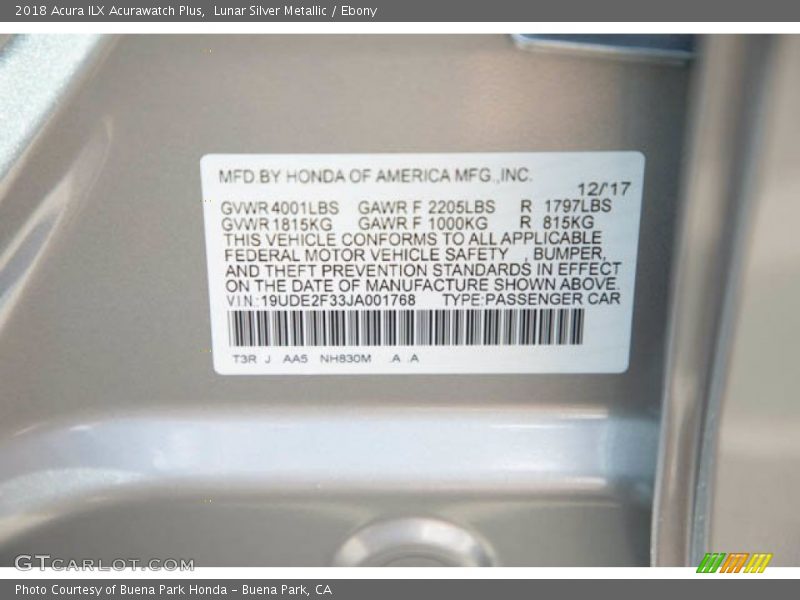 2018 Acura ILX Acurawatch Plus,  Lunar Silver Metallic / Ebony
MFD BY HONDA OF AMERICA MFG.,INC.
12/'17
GVWR 4001LBS GAWR F 2205LBS R 1797LBS
GVWR 1815KG GAWR F 1000KG R 815KG
THIS VEHICLE CONFORMS TO ALL APPLICABLE
FEDERAL MOTOR VEHICLE SAFETY , BUMPER,
AND THEFT PREVENTION STANDARDS IN EFFECT
ON THE DATE OF MANUFACTURE SHOWN ABOVE.
V.I.N.:19UDE2F33JA001768 TYPE:PASSENGER CAR
T3R J AA5 NH830M .A .A
GTCARLOT.COM
Photo Courtesy of Buena Park Honda - Buena Park, CA